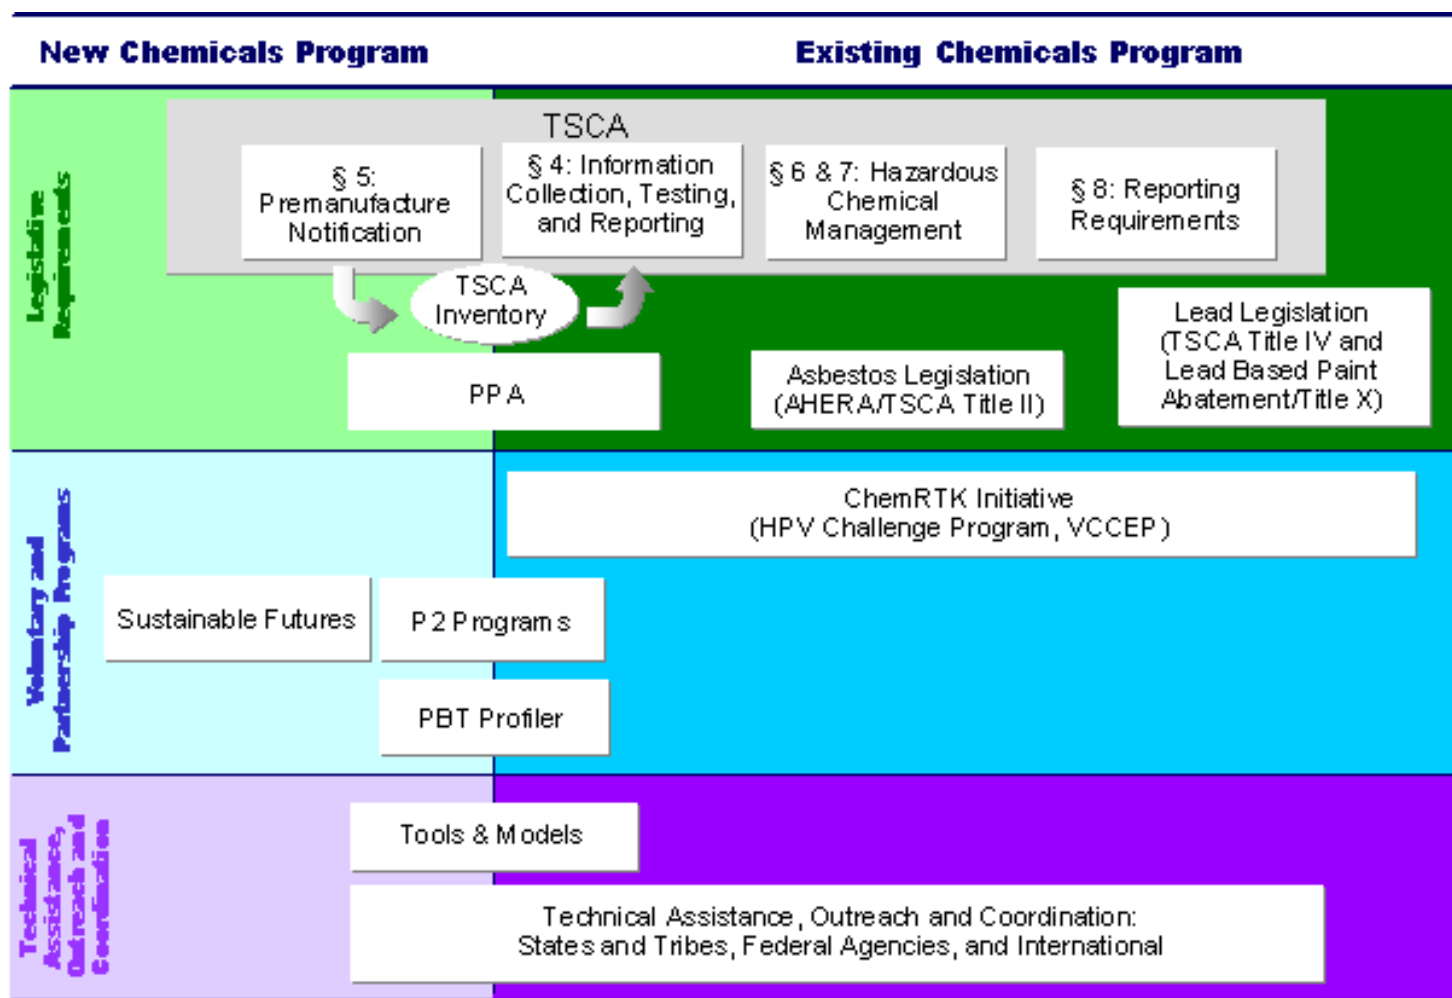 New Chemicals Program
Existing Chemicals Program
Legislative
Requirements
TSCA
§ 5:
Premanufacture
Notification
§ 4: Information
Collection, Testing,
and Reporting
§ 6 & 7: Hazardous
Chemical
Management
§ 8: Reporting
Requirements
TSCA
Inventory
PPA
Asbestos Legislation
(AHERA/TSCA Title II)
Lead Legislation
(TSCA Title IV and
Lead Based Paint
Abatement/Title X)
Voluntary and
Partnership Programs
ChemRTK Initiative
(HPV Challenge Program, VCCEP)
Sustainable Futures
P2 Programs
PBT Profiler
Technical
Assistance,
Outreach and
Coordination
Tools & Models
Technical Assistance, Outreach and Coordination:
States and Tribes, Federal Agencies, and International